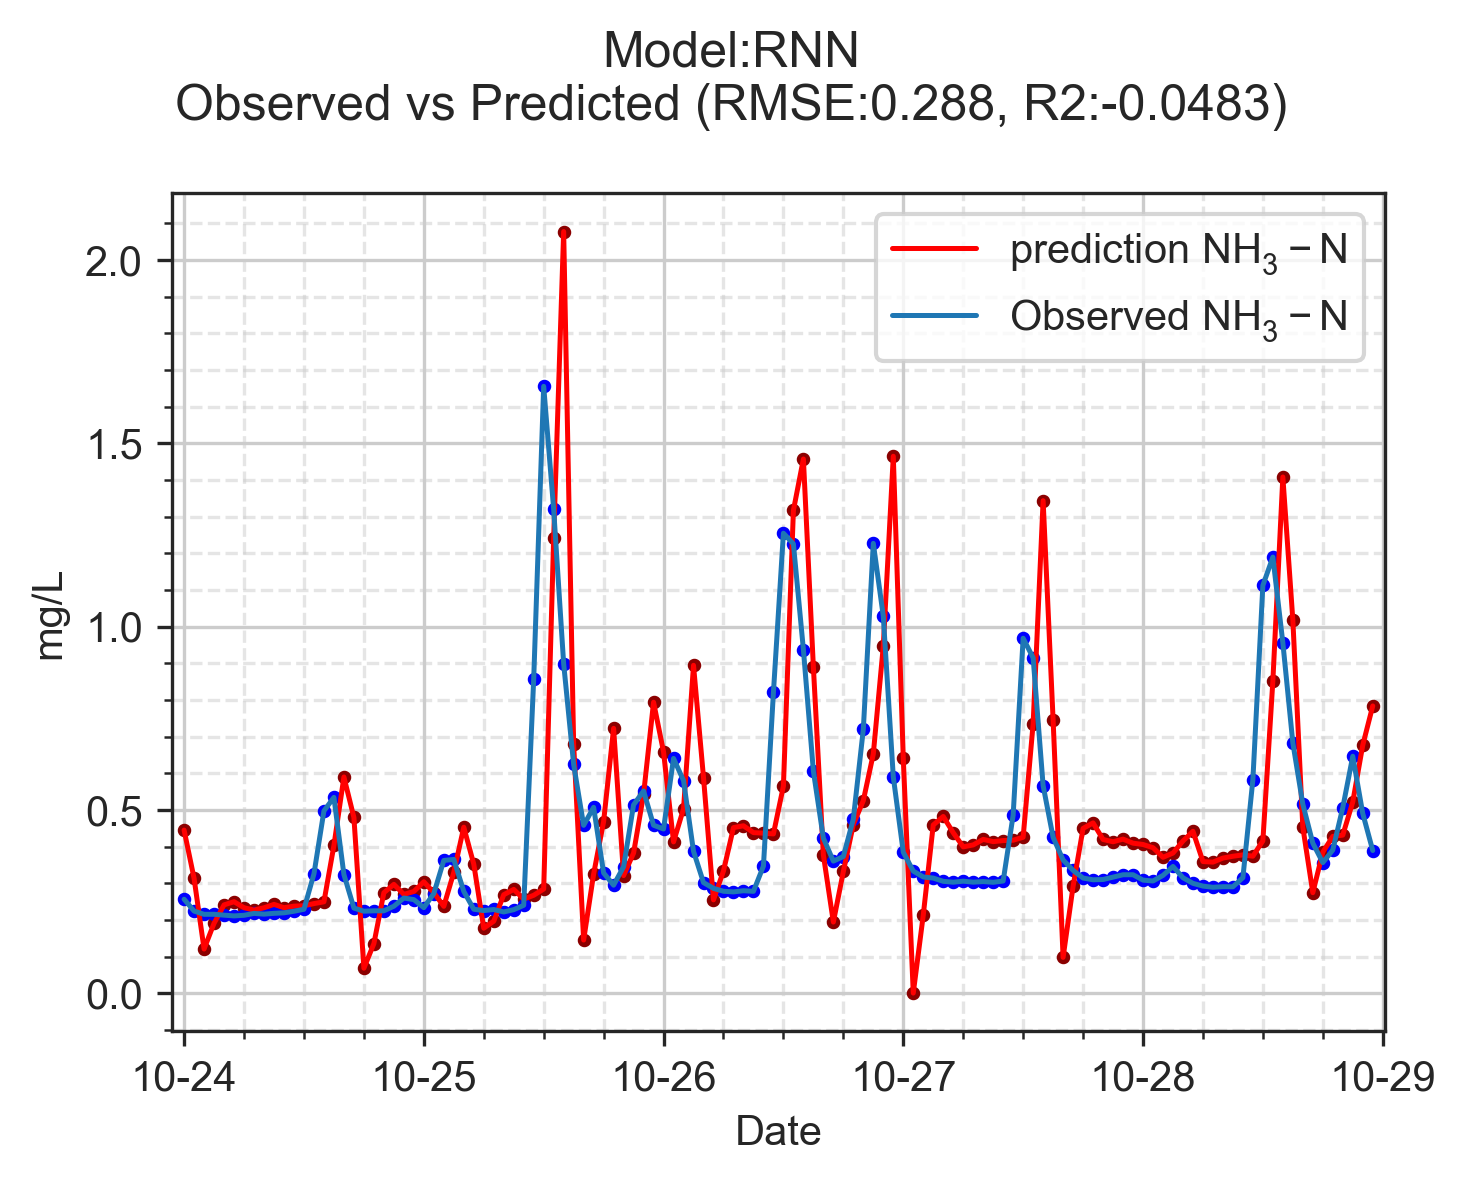 Model:RNN
Observed vs Predicted (RMSE:0.288, R2:-0.0483)
prediction NH₃ − N
Observed NH₃ − N
2.0
1.5
1.0
0.5
0.0
mg/L
10-24 10-25 10-26 10-27 10-28 10-29
Date